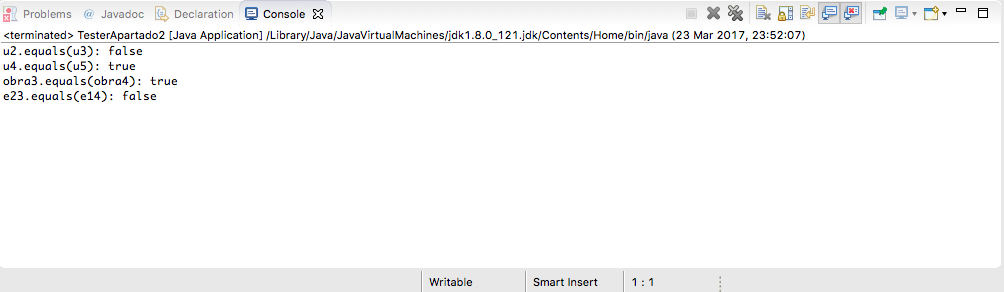 Problems @ Javadoc Declaration Console
<terminated> TesterApartado2 [Java Application] /Library/Java/JavaVirtualMachines/jdk1.8.0_121.jdk/Contents/Home/bin/java (23 Mar 2017, 23:52:07)
u2.equals(u3): false
u4.equals(u5): true
obra3.equals(obra4): true
e23.equals(e14): false
Writable Smart Insert 1 : 1